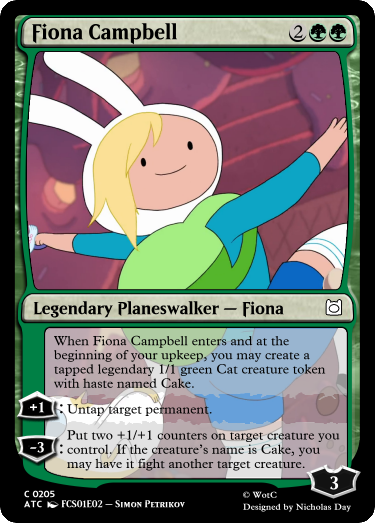 Fiona Campbell 2
Legendary Planeswalker — Fiona
When Fiona Campbell enters and at the
beginning of your upkeep, you may create a
tapped legendary 1/1 green Cat creature token
with haste named Cake.
+1: Untap target permanent.
Put two +1/+1 counters on target creature you
-3: control. If the creature's name is Cake, you
may have it fight another target creature.
3
C 0205
ATC FCS01E02 – Simon Petrikov
© WotC
Designed by Nicholas Day